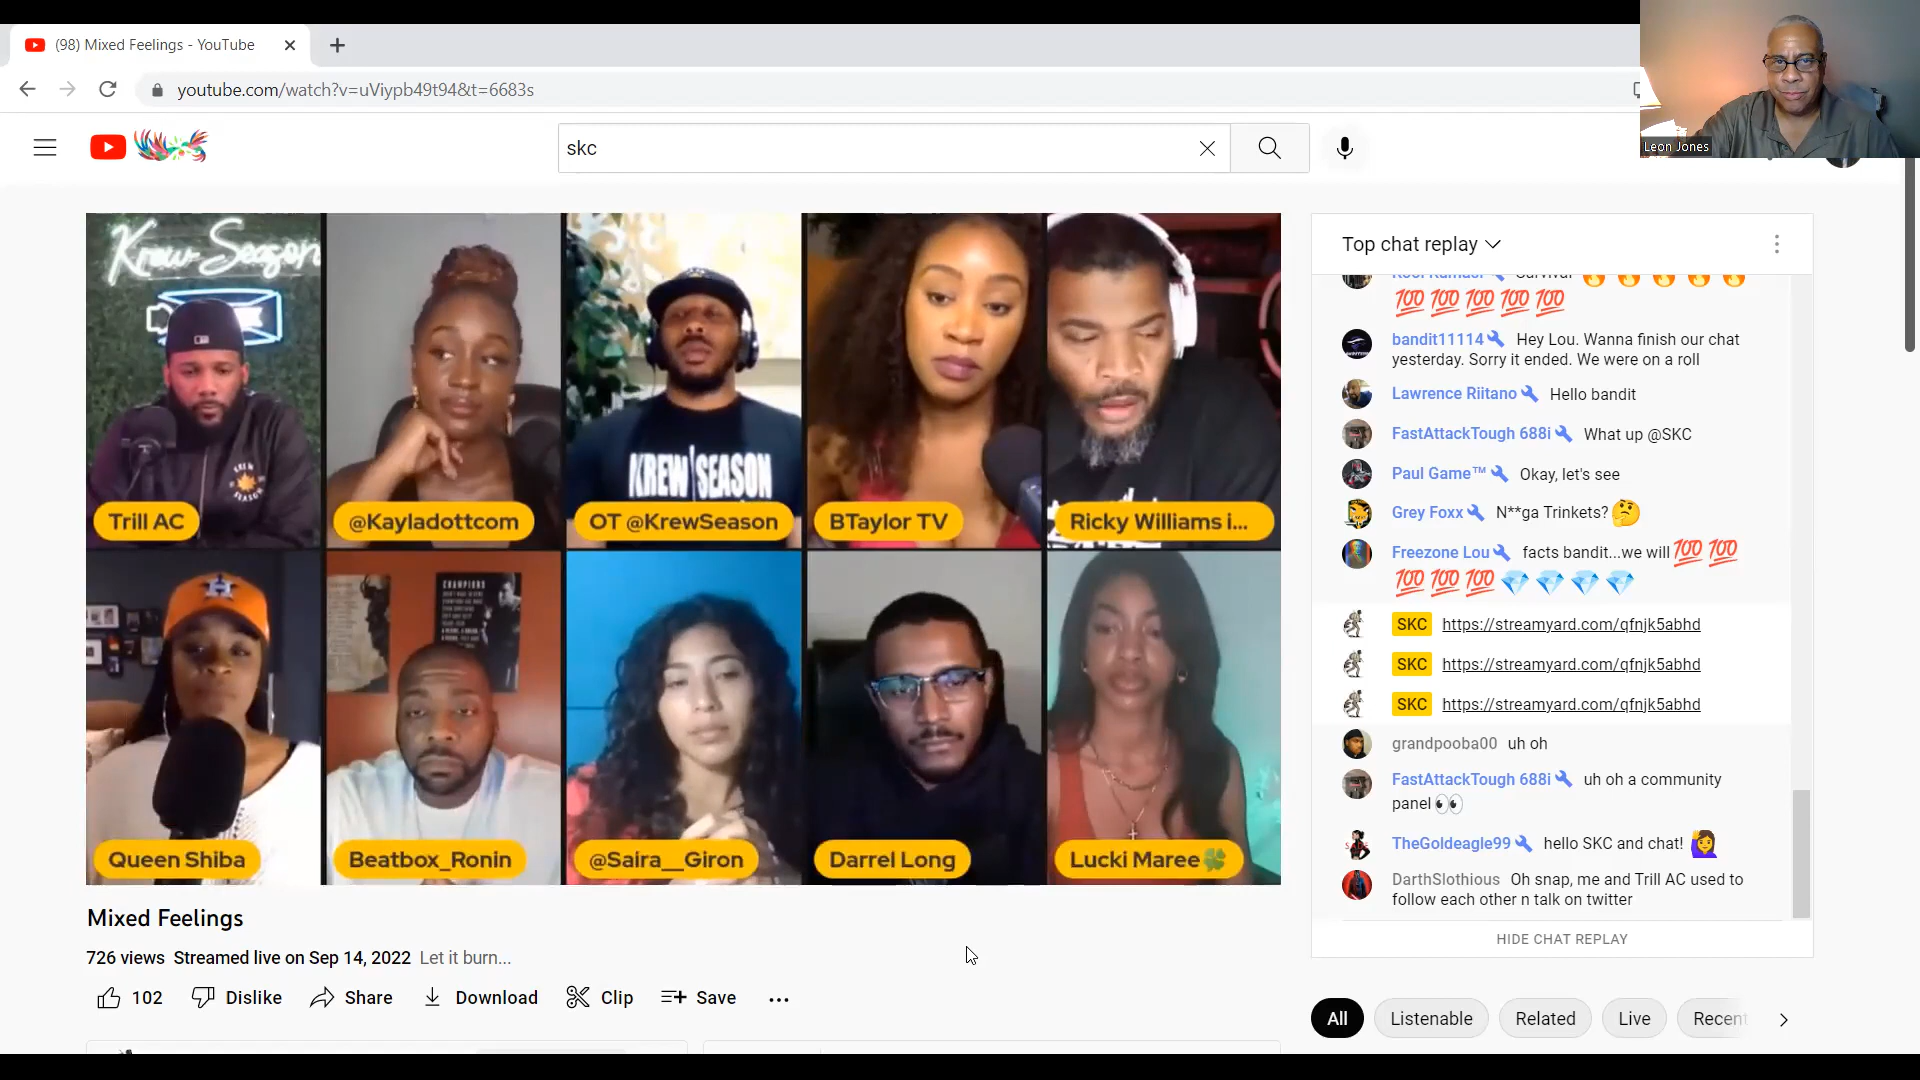 (98) Mixed Feelings - YouTube
youtube.com/watch?v=uViypb49t94&t=6683s
Leon Jones
skc
Krew Season
Trill AC
@Kayladottcom
KREW|SEASON
OT @KrewSeason
BTaylor TV
Ricky Williams i...
CHAMPIONS
Queen Shiba
Beatbox_Ronin
@Saira__Giron
Darrel Long
Lucki Maree🍀
Mixed Feelings
726 views Streamed live on Sep 14, 2022 Let it burn...
102 Dislike Share Download Clip Save ...
Top chat replay
💯💯💯💯💯
bandit11114 Hey Lou. Wanna finish our chat
yesterday. Sorry it ended. We were on a roll
Lawrence Riitano Hello bandit
FastAttackTough 688i What up @SKC
Paul Game™ Okay, let's see
Grey Foxx N**ga Trinkets?🤔
Freezone Lou facts bandit...we will💯💯
💯💯💯💎💎💎💎
SKC https://streamyard.com/qfnjk5abhd
SKC https://streamyard.com/qfnjk5abhd
SKC https://streamyard.com/qfnjk5abhd
grandpooba00 uh oh
FastAttackTough 688i uh oh a community
panel👀
TheGoldeagle99 hello SKC and chat! 🙋‍♀️
DarthSlothious Oh snap, me and Trill AC used to
follow each other n talk on twitter
HIDE CHAT REPLAY
All Listenable Related Live Recent